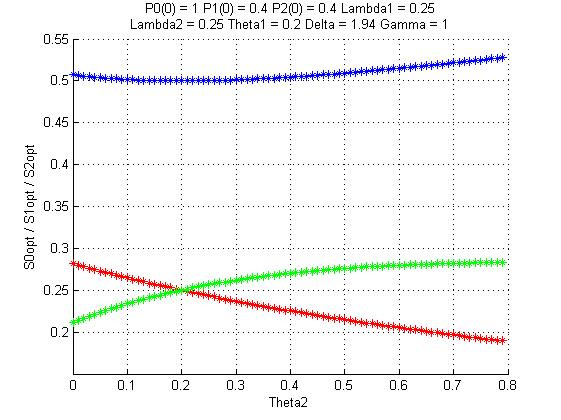 P0(0) = 1 P1(0) = 0.4 P2(0) = 0.4 Lambda1 = 0.25
Lambda2 = 0.25 Theta1 = 0.2 Delta = 1.94 Gamma = 1
0.55
0.5
0.45
0.4
0.35
0.3
0.25
0.2
S0opt / S1opt / S2opt
0 0.1 0.2 0.3 0.4 0.5 0.6 0.7 0.8
Theta2